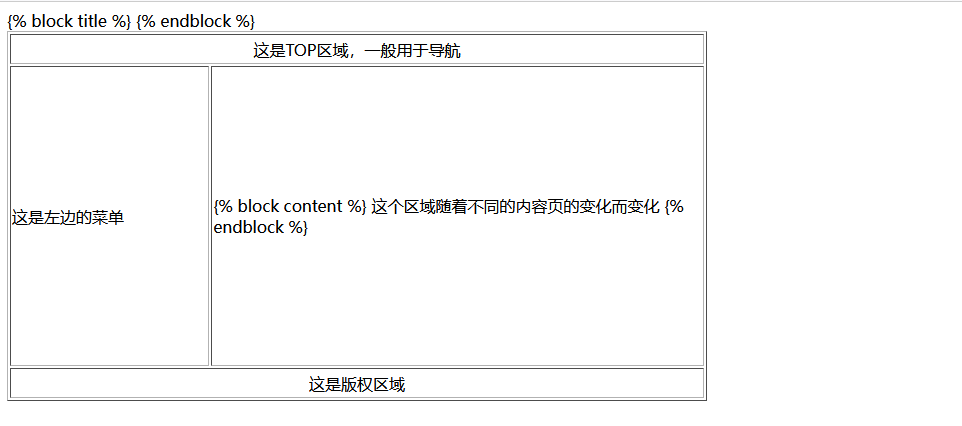 {% block title %} {% endblock %}
这是TOP区域，一般用于导航
这是左边的菜单
{% block content %} 这个区域随着不同的内容页的变化而变化 {%
endblock %}
这是版权区域